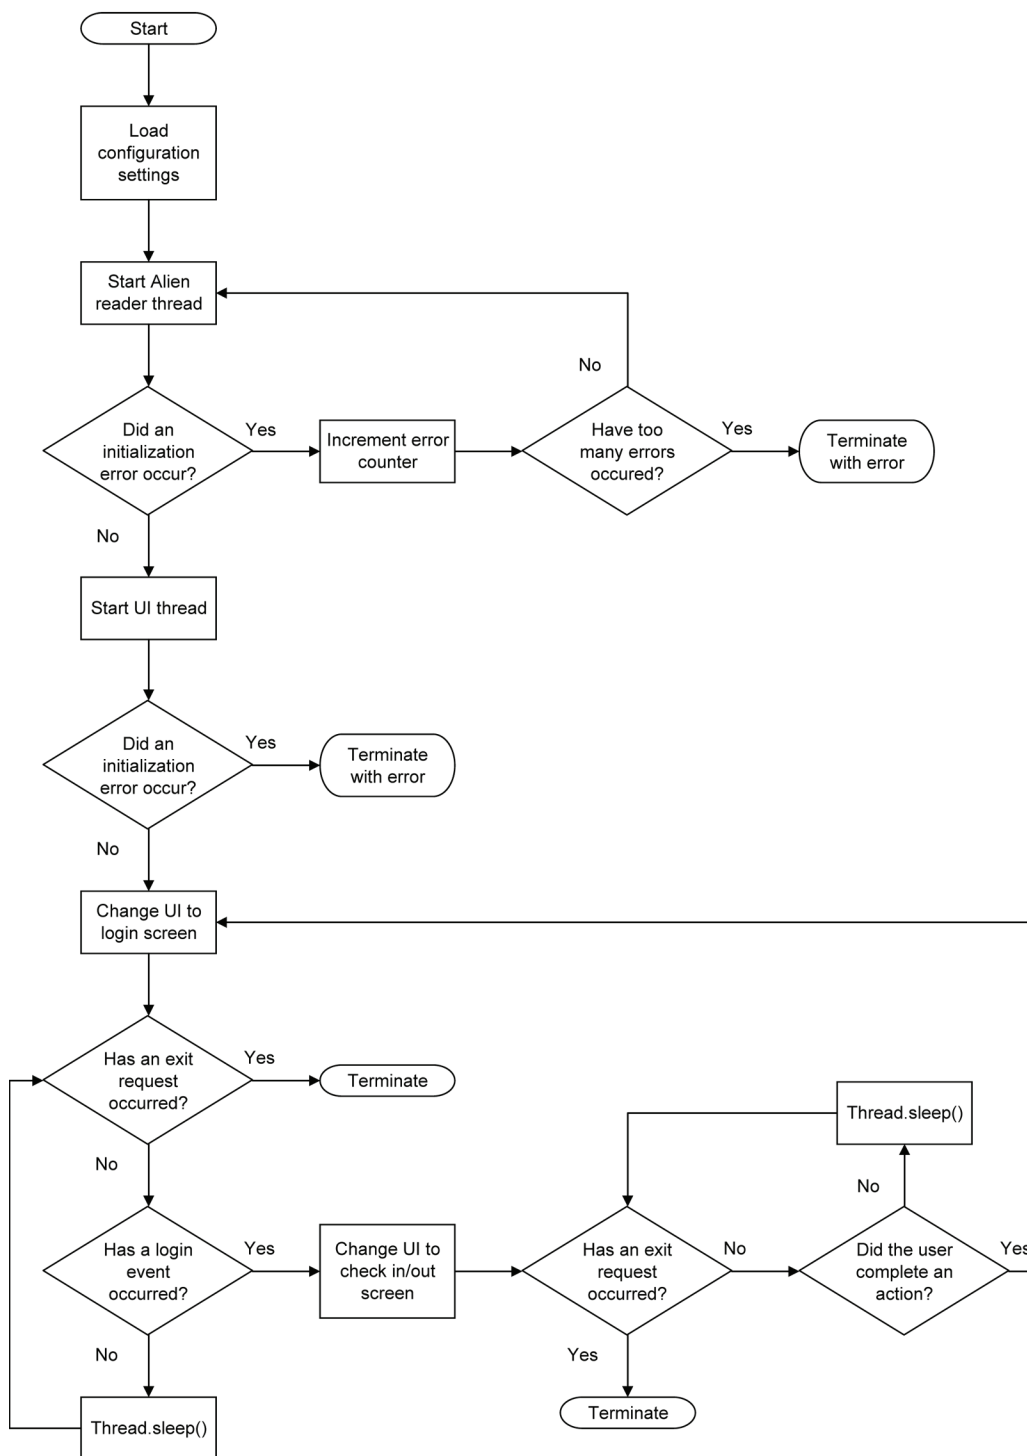 Start
Load
configuration
settings
Start Alien
reader thread
No
Did an
initialization
error occur?
Yes
Increment error
counter
Have too
many errors
occured?
Yes
Terminate
with error
No
Start UI thread
Did an
initialization
error occur?
Yes
Terminate
with error
No
Change UI to
login screen
Has an exit
request
occurred?
Yes
Terminate
Thread.sleep()
No
No
Has a login
event
occurred?
Yes
Change UI to
check in/out
screen
Has an exit
request
occurred?
No
Did the user
complete an
action?
Yes
No
Yes
Thread.sleep()
Terminate